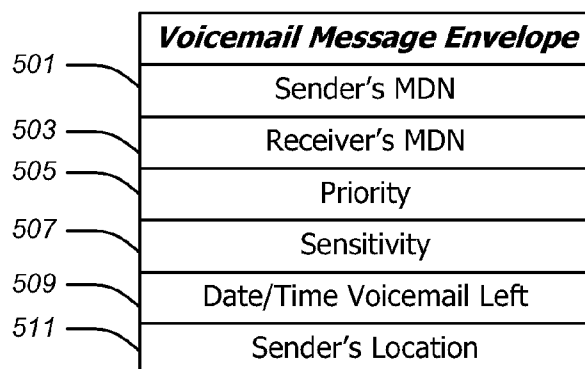 Voicemail Message Envelope
501 Sender's MDN
503 Receiver's MDN
505 Priority
507 Sensitivity
509 Date/Time Voicemail Left
511 Sender's Location